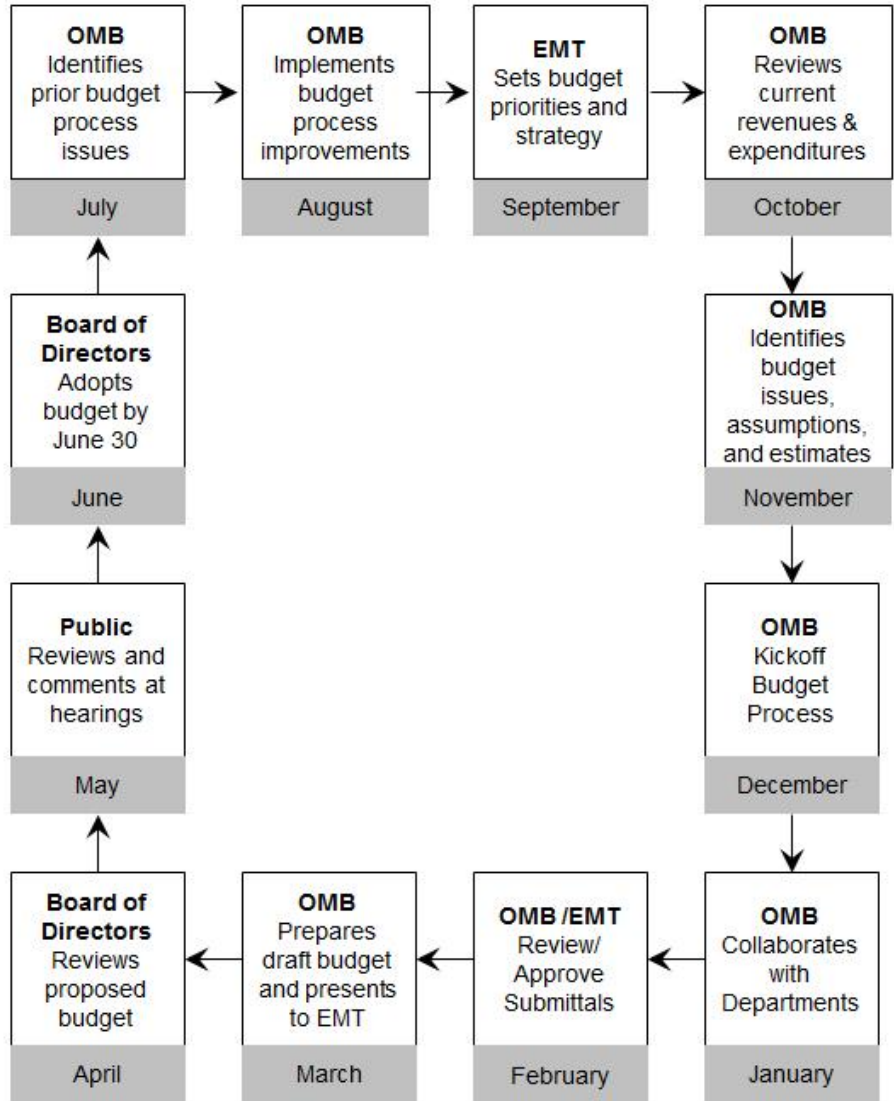 OMB
Identifies
prior budget
process
issues
July
OMB
Implements
budget
process
improvements
August
EMT
Sets budget
priorities and
strategy
September
OMB
Reviews
current
revenues &
expenditures
October
OMB
Identifies
budget
issues,
assumptions,
and estimates
November
OMB
Kickoff
Budget
Process
December
OMB
Collaborates
with
Departments
January
OMB /EMT
Review/
Approve
Submittals
February
OMB
Prepares
draft budget
and presents
to EMT
March
Board of
Directors
Reviews
proposed
budget
April
Public
Reviews and
comments at
hearings
May
Board of
Directors
Adopts
budget by
June 30
June